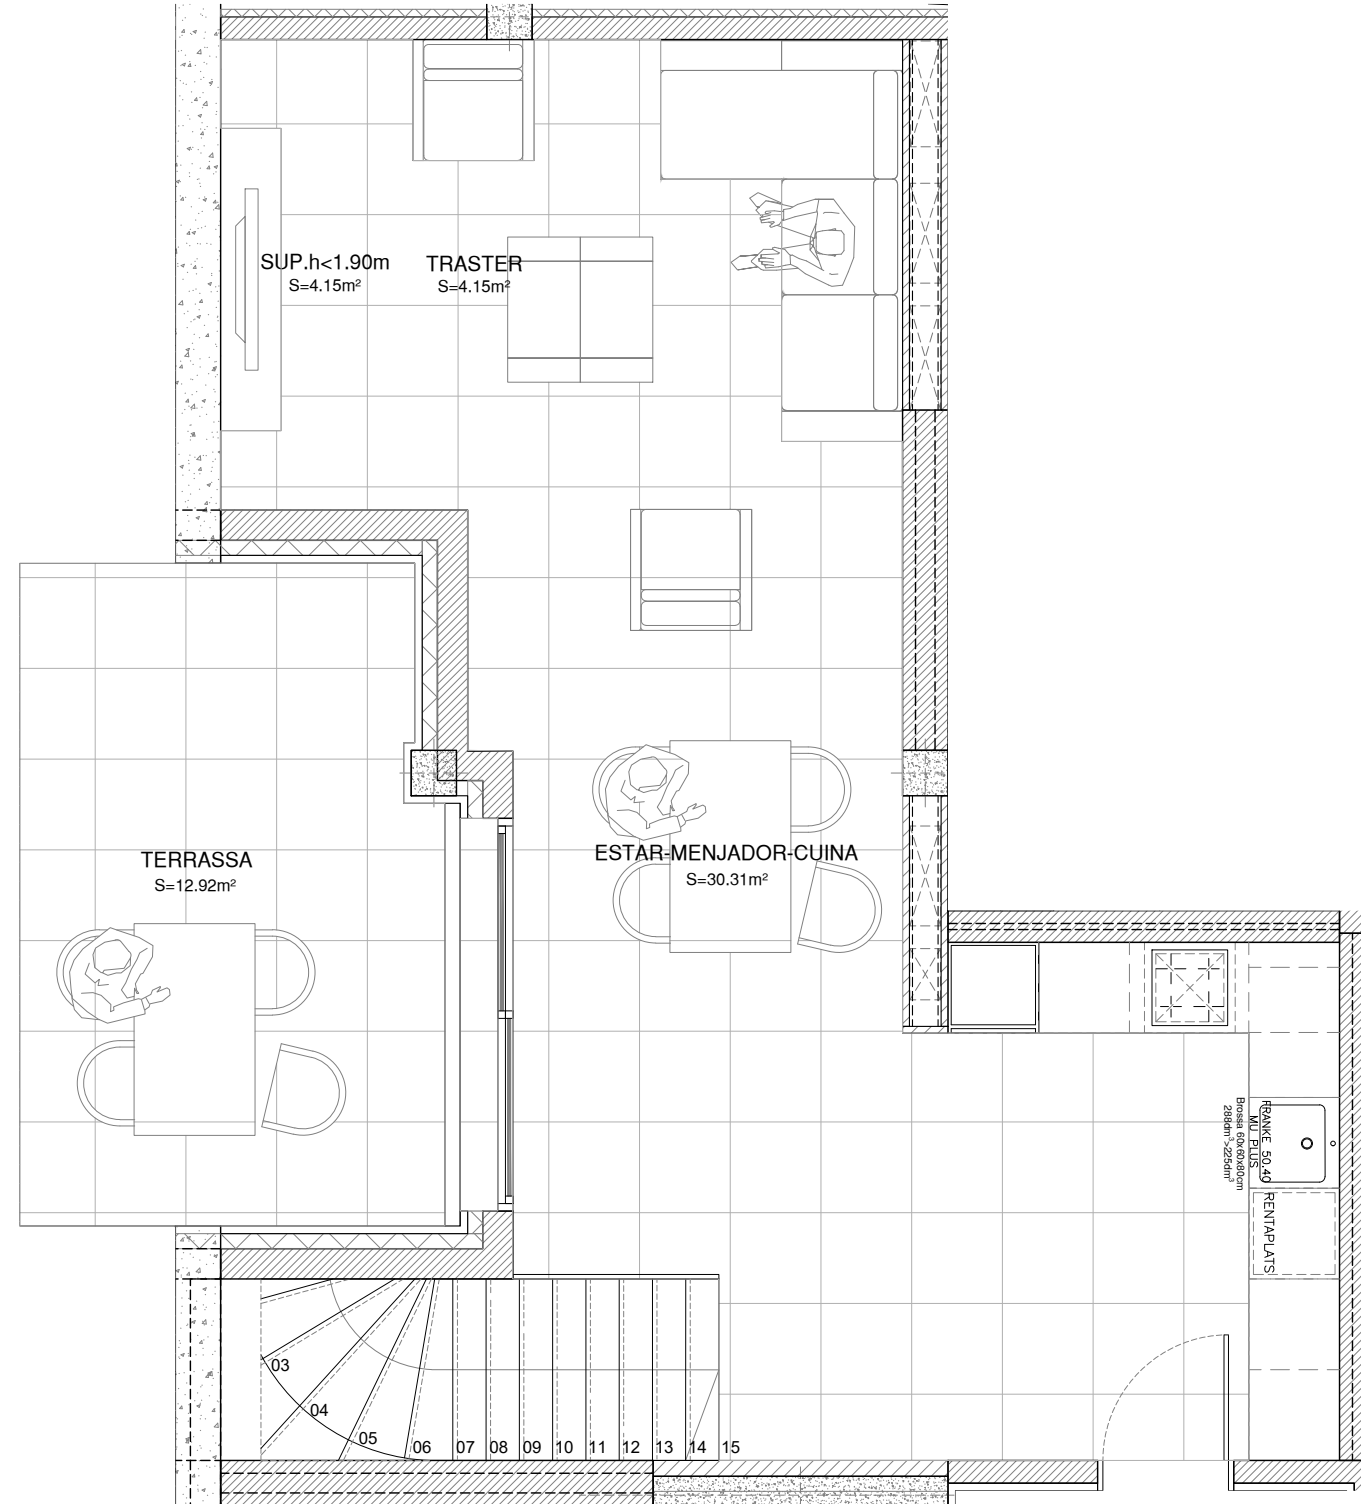 SUP.h<1.90m
S=4.15m²
TRASTER
S=4.15m²
ESTAR-MENJADOR-CUINA
S=30.31m²
TERRASSA
S=12.92m²
FRANKE 50.40
MU PLUS
Brossa 60x60x80cm
288dm³>225dm³
RENTAPLATS
03
04
05
06
07
08
09
10
11
12
13
14
15